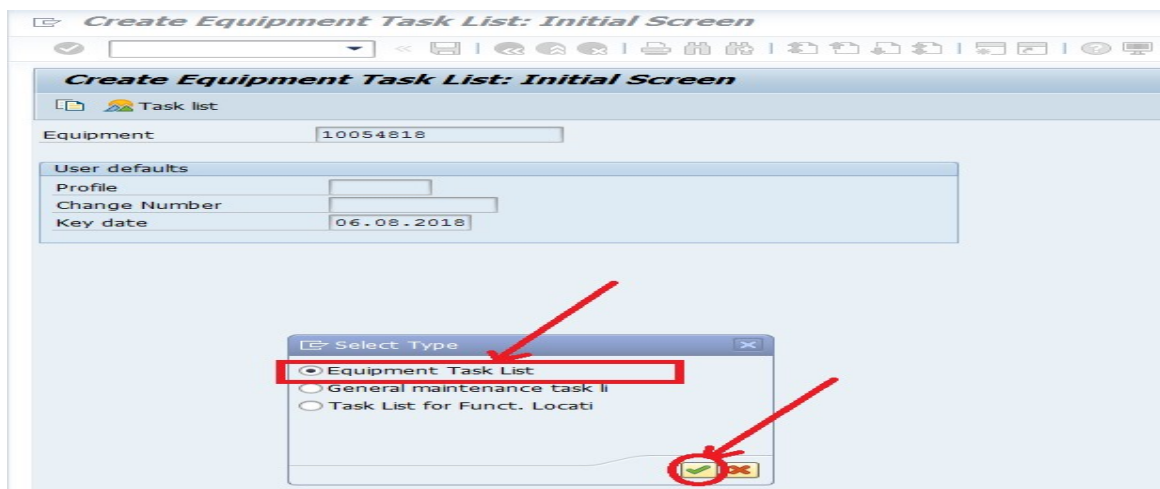 Create Equipment Task List: Initial Screen
Create Equipment Task List: Initial Screen
Task list
Equipment 10054818
User defaults
Profile
Change Number
Key date 06.08.2018
Select Type
Equipment Task List
General maintenance task li
Task List for Funct. Locati